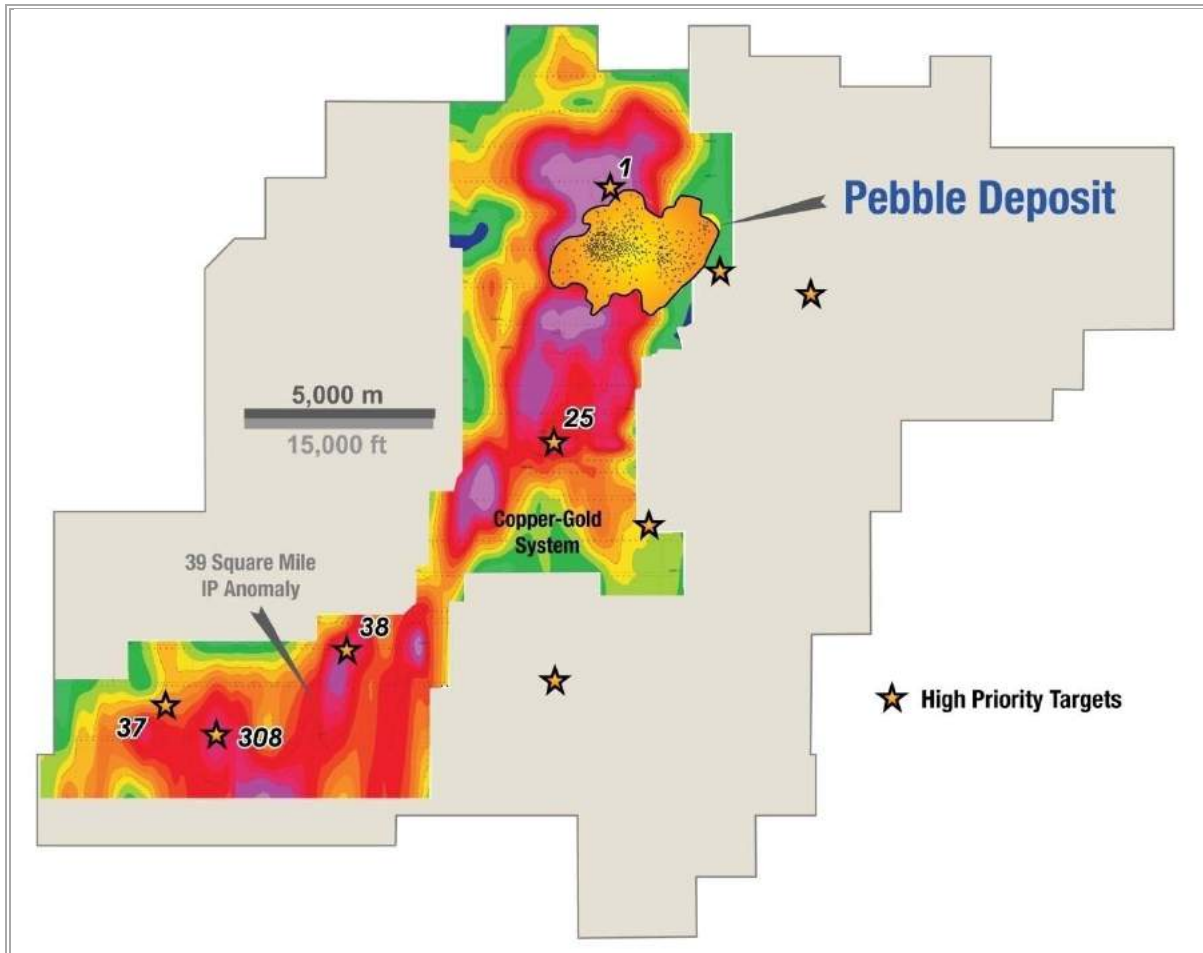 1
Pebble Deposit
5,000 m
15,000 ft
25
Copper-Gold
System
39 Square Mile
IP Anomaly
38
37
308
High Priority Targets